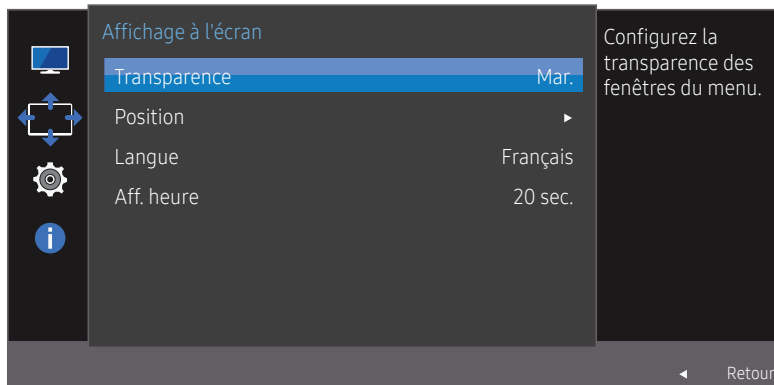 Affichage à l'écran
Transparence Mar.
Position ►
Langue Français
Aff. heure 20 sec.
Configurez la
transparence des
fenêtres du menu.
◄ Retour